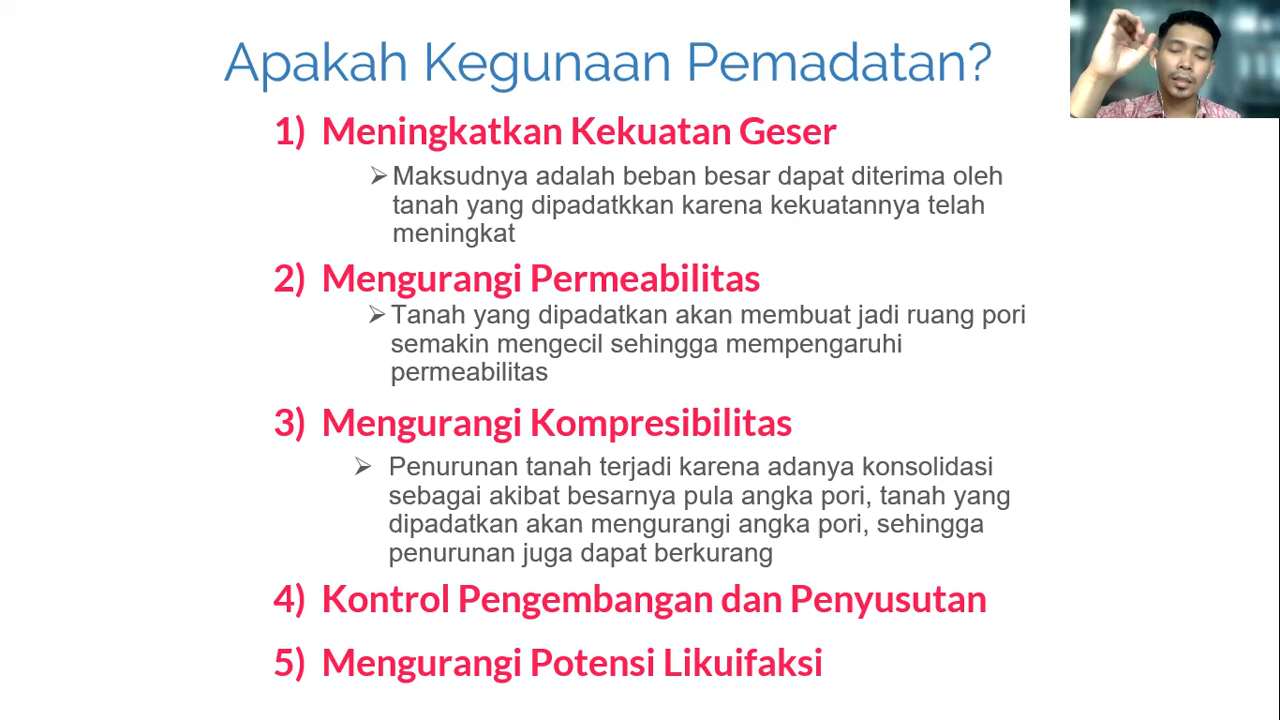 Apakah Kegunaan Pemadatan?
1) Meningkatkan Kekuatan Geser
➢ Maksudnya adalah beban besar dapat diterima oleh
tanah yang dipadatkkan karena kekuatannya telah
meningkat
2) Mengurangi Permeabilitas
➢ Tanah yang dipadatkan akan membuat jadi ruang pori
semakin mengecil sehingga mempengaruhi
permeabilitas
3) Mengurangi Kompresibilitas
➢ Penurunan tanah terjadi karena adanya konsolidasi
sebagai akibat besarnya pula angka pori, tanah yang
dipadatkan akan mengurangi angka pori, sehingga
penurunan juga dapat berkurang
4) Kontrol Pengembangan dan Penyusutan
5) Mengurangi Potensi Likuifaksi